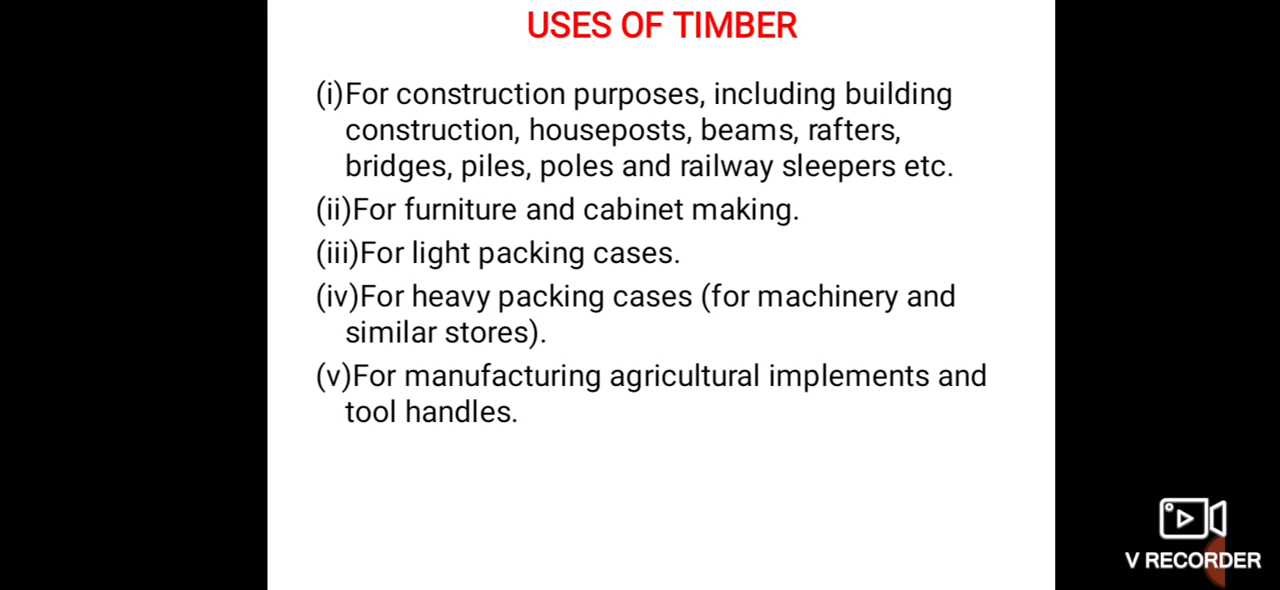 USES OF TIMBER
(i)For construction purposes, including building
construction, houseposts, beams, rafters,
bridges, piles, poles and railway sleepers etc.
(ii)For furniture and cabinet making.
(iii)For light packing cases.
(iv)For heavy packing cases (for machinery and
similar stores).
(v)For manufacturing agricultural implements and
tool handles.
V RECORDER